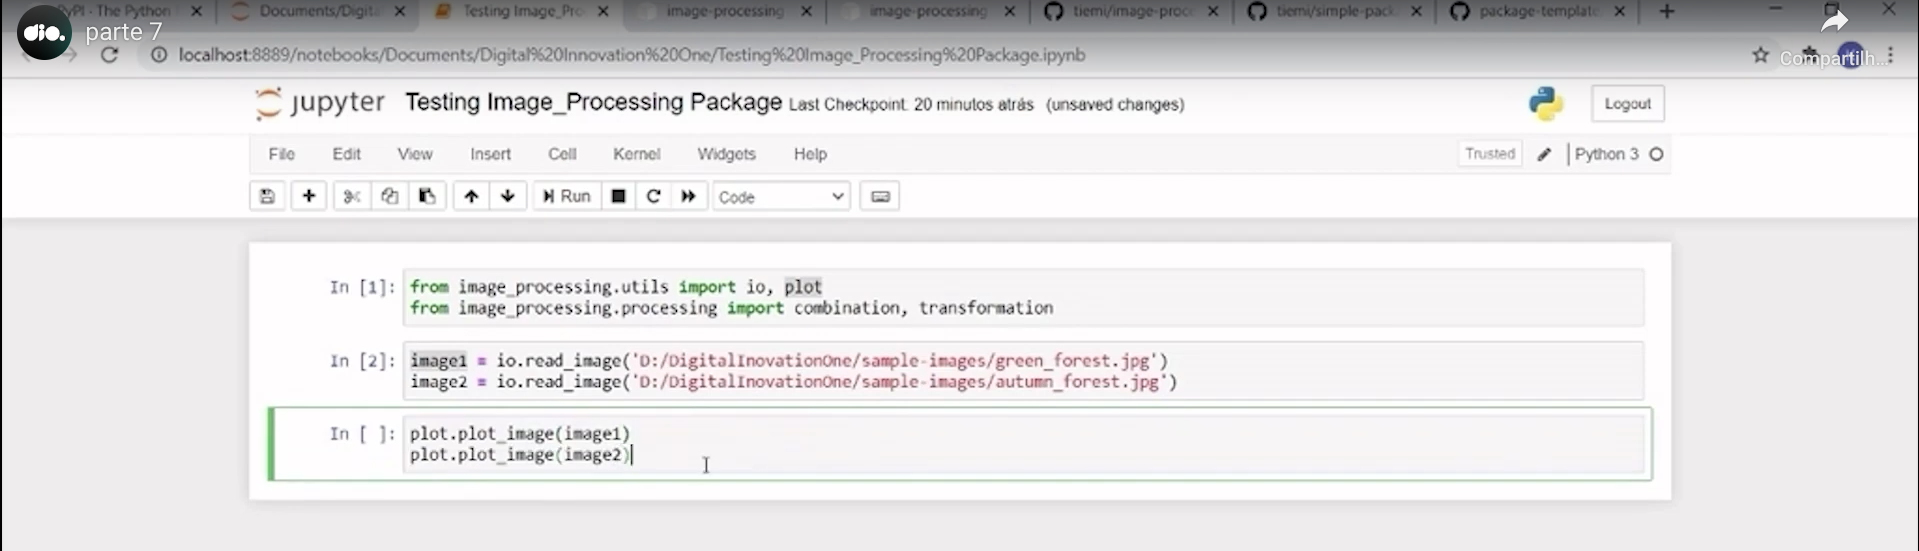 dio. parte 7
PyPI - The Python
Documents/Digit
Testing Image_Pro
image-processing
image-processing
tiemi/image-proc
tiemi/simple-pack
package-template
localhost:8889/notebooks/Documents/Digital%20Innovation%20One/Testing%20Image_Processing%20Package.ipynb
Compartilh...
jupyter Testing Image_Processing Package Last Checkpoint: 20 minutos atrás (unsaved changes)
Logout
File Edit View Insert Cell Kernel Widgets Help
Trusted Python 3
Run Code
In [1]: from image_processing.utils import io, plot
from image_processing.processing import combination, transformation
In [2]: image1 = io.read_image('D:/DigitalInovationOne/sample-images/green_forest.jpg')
image2 = io.read_image('D:/DigitalInovationOne/sample-images/autumn_forest.jpg')
In [ ]: plot.plot_image(image1)
plot.plot_image(image2)